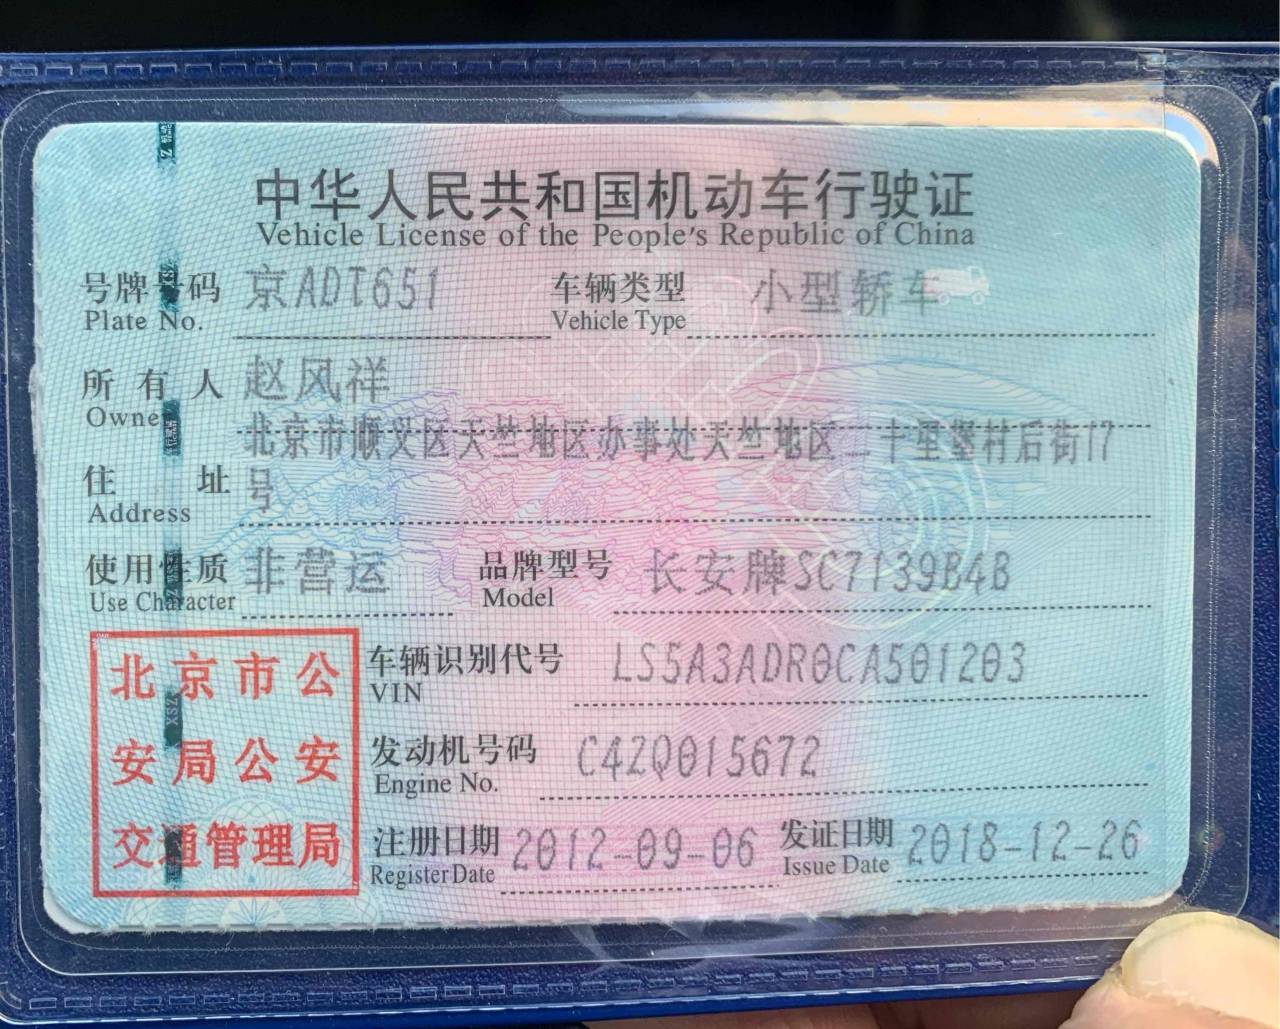 中华人民共和国机动车行驶证
Vehicle License of the People's Republic of China
号牌号码 京ADT651 车辆类型 小型轿车
Plate No. Vehicle Type
所有人 赵风祥
Owner
北京市顺义区天竺地区办事处天竺地区二十里堡村后街17
住址 号
Address
使用性质 非营运 品牌型号 长安牌SC7139B4B
Use Character Model
北京市公
安局公安
交通管理局
车辆识别代号 LS5A3ADR0CA501203
VIN
发动机号码 C4ZQ015672
Engine No.
注册日期 2012-09-06 发证日期 2018-12-26
Register Date Issue Date